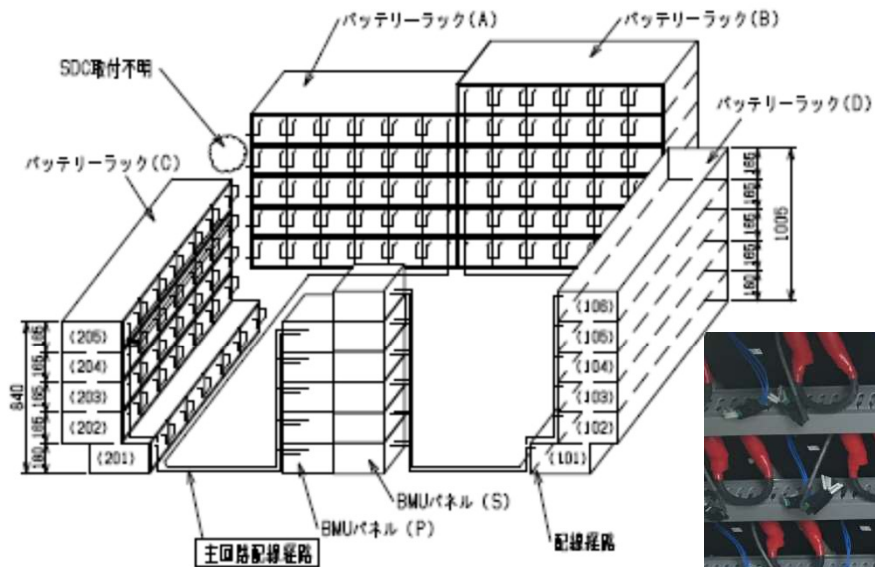 バッテリーラック(A)
バッテリーラック(B)
SDC取付不明
バッテリーラック(D)
バッテリーラック(C)
165
165
165
165
165
180
1005
(205)
(204)
(203)
(202)
(201)
165
165
165
165
180
840
(106)
(105)
(104)
(103)
(102)
(101)
BMUパネル(S)
BMUパネル(P)
主回路配線経路
配線経路